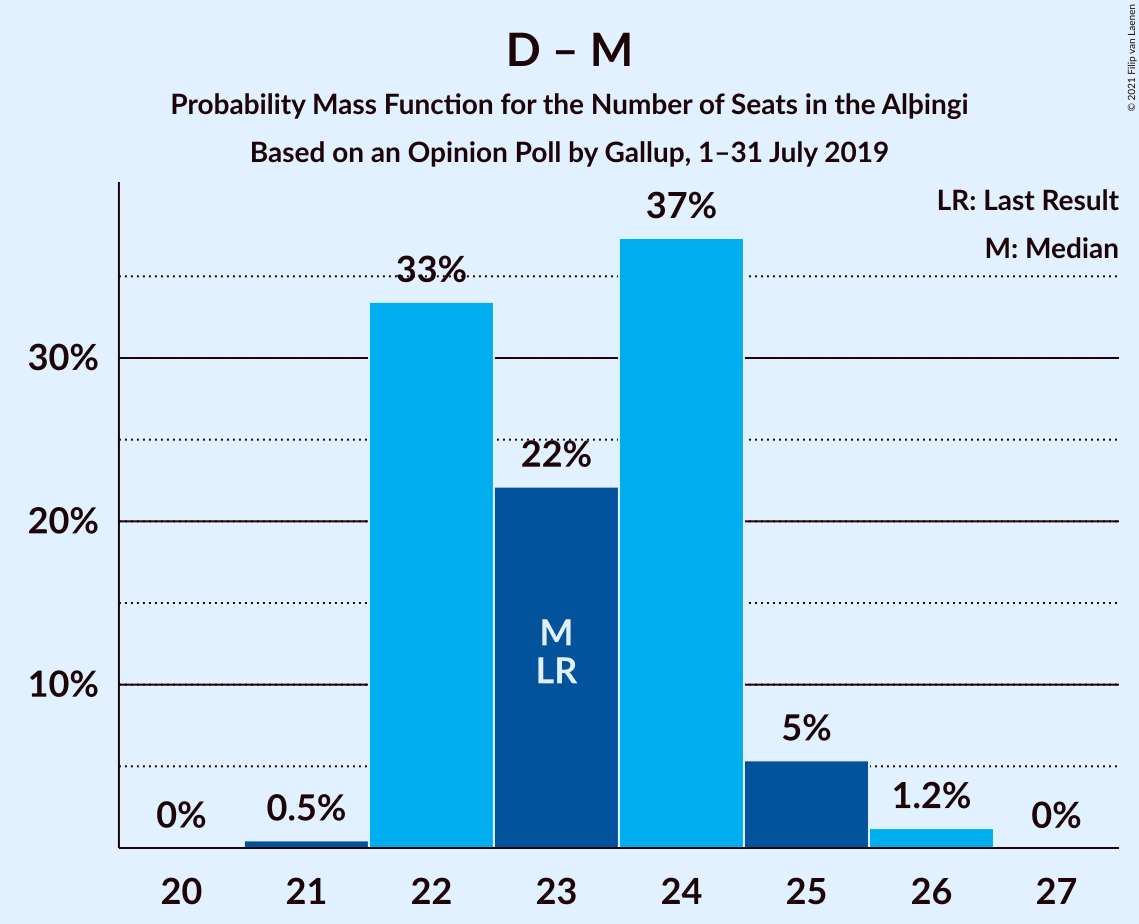 D – M
Probability Mass Function for the Number of Seats in the Alþingi
Based on an Opinion Poll by Gallup, 1–31 July 2019
© 2021 Filip van Laenen
LR: Last Result
M: Median
37%
33%
30%
22%
20%
M
LR
10%
5%
1.2%
0.5%
0%
0%
20 21 22 23 24 25 26 27